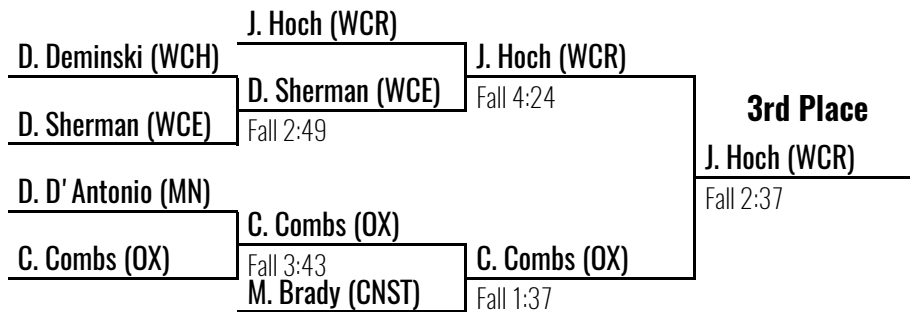 J. Hoch (WCR)
D. Deminski (WCH)
J. Hoch (WCR)
D. Sherman (WCE)
Fall 4:24
3rd Place
D. Sherman (WCE)
Fall 2:49
J. Hoch (WCR)
D. D'Antonio (MN)
Fall 2:37
C. Combs (OX)
C. Combs (OX)
Fall 3:43
C. Combs (OX)
M. Brady (CNST)
Fall 1:37